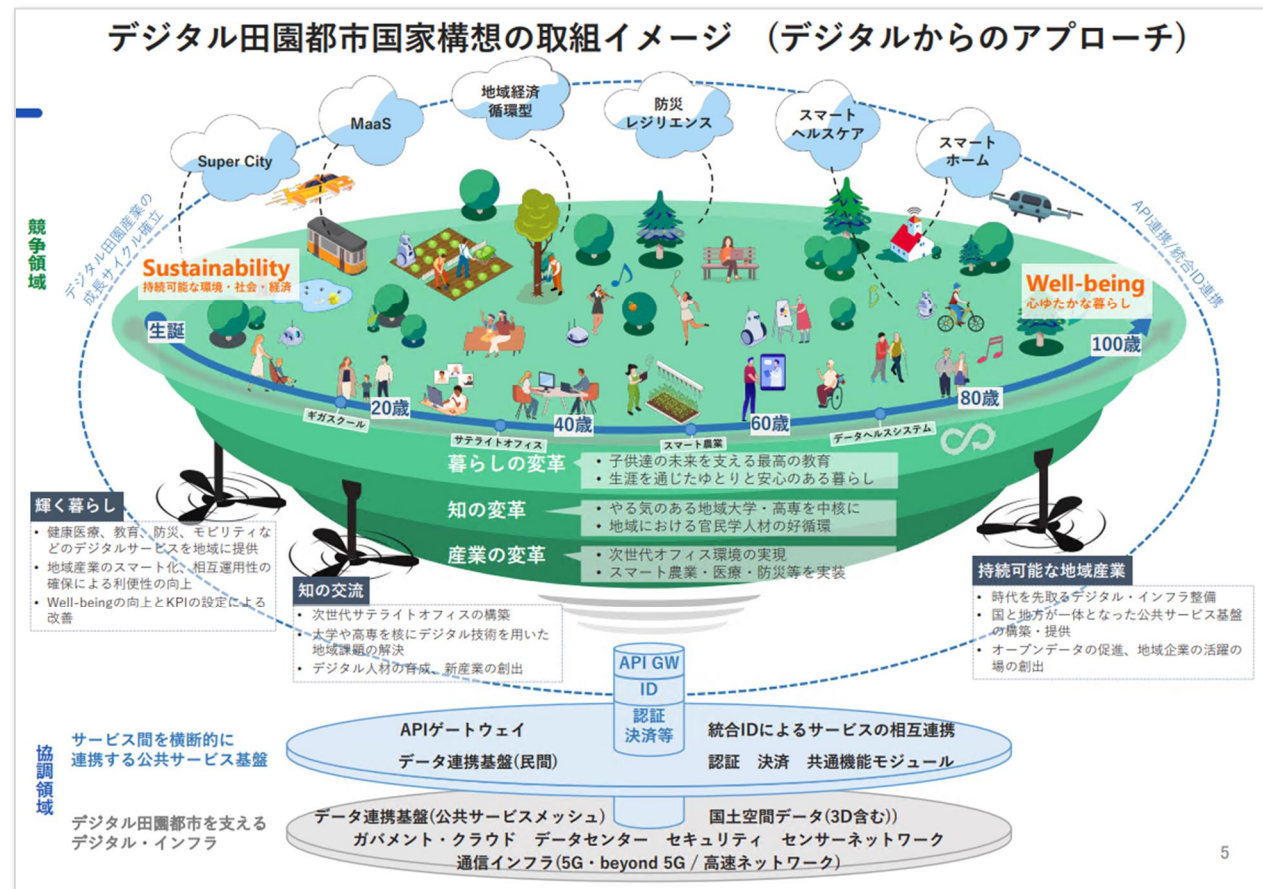 デジタル田園都市国家構想の取組イメージ　（デジタルからのアプローチ）
Super City
MaaS
地域経済
循環型
防災
レジリエンス
スマート
ヘルスケア
スマート
ホーム
競争領域
デジタル田園産業の
成長サイクル確立
API連携/統合ID連携
Sustainability
持続可能な環境・社会・経済
Well-being
心ゆたかな暮らし
生誕
20歳
40歳
60歳
80歳
100歳
ギガスクール
サテライトオフィス
スマート農業
データヘルスシステム
暮らしの変革
• 子供達の未来を支える最高の教育
• 生涯を通じたゆとりと安心のある暮らし
知の変革
• やる気のある地域大学・高専を中核に
• 地域における官民学人材の好循環
産業の変革
• 次世代オフィス環境の実現
• スマート農業・医療・防災等を実装
輝く暮らし
• 健康医療、教育、防災、モビリティな
どのデジタルサービスを地域に提供
• 地域産業のスマート化、相互運用性の
確保による利便性の向上
• Well-beingの向上とKPIの設定による
改善
知の交流
• 次世代サテライトオフィスの構築
• 大学や高専を核にデジタル技術を用いた
地域課題の解決
• デジタル人材の育成、新産業の創出
持続可能な地域産業
• 時代を先取るデジタル・インフラ整備
• 国と地方が一体となった公共サービス基盤
の構築・提供
• オープンデータの促進、地域企業の活躍の
場の創出
API GW
ID
認証
決済等
協調領域
サービス間を横断的に
連携する公共サービス基盤
APIゲートウェイ
統合IDによるサービスの相互連携
データ連携基盤(民間)
認証　決済　共通機能モジュール
デジタル田園都市を支える
デジタル・インフラ
データ連携基盤(公共サービスメッシュ)
国土空間データ(3D含む))
ガバメント・クラウド　データセンター　セキュリティ　センサーネットワーク
通信インフラ(5G・beyond 5G / 高速ネットワーク)
5